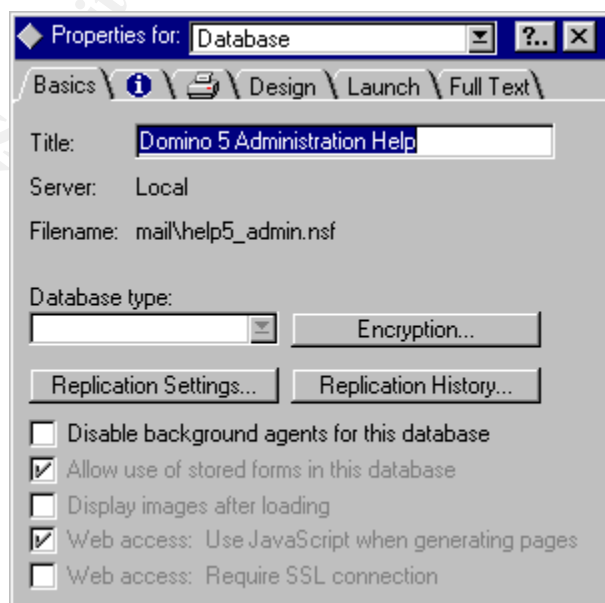 Properties for: Database ?..
Basics i Design Launch Full Text
Title: Domino 5 Administration Help
Server: Local
Filename: mail\help5_admin.nsf
Database type:
Encryption...
Replication Settings... Replication History...
Disable background agents for this database
Allow use of stored forms in this database
Display images after loading
Web access: Use JavaScript when generating pages
Web access: Require SSL connection